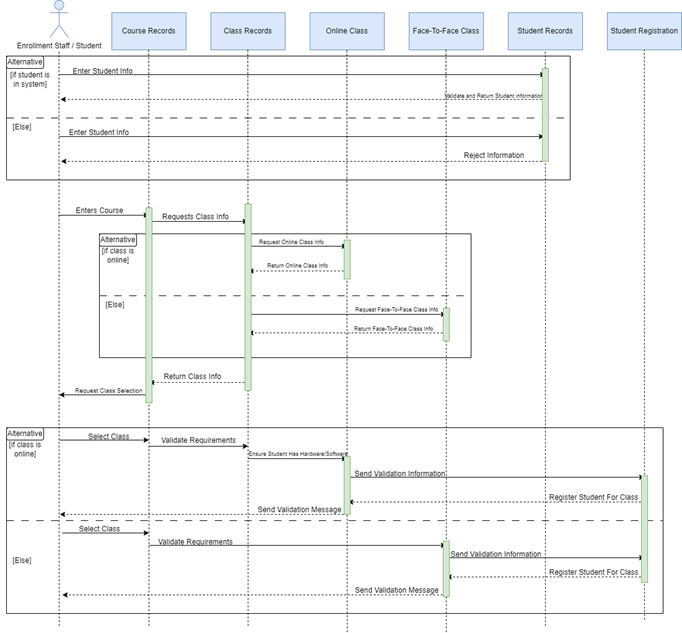 Enrollment Staff / Student
Course Records
Class Records
Online Class
Face-To-Face Class
Student Records
Student Registration
Alternative
[if student is
in system]
Enter Student Info
Validate and Return Student information
[Else]
Enter Student Info
Reject Information
Enters Course
Requests Class Info
Alternative
[if class is
online]
Request Online Class Info
Return Online Class Info
[Else]
Request Face-To-Face Class Info
Return Face-To-Face Class Info
Return Class Info
Request Class Selection
Alternative
[if class is
online]
Select Class
Validate Requirements
Ensure Student Has Hardware/Software
Send Validation Information
Register Student For Class
Send Validation Message
Select Class
Validate Requirements
[Else]
Send Validation Information
Register Student For Class
Send Validation Message